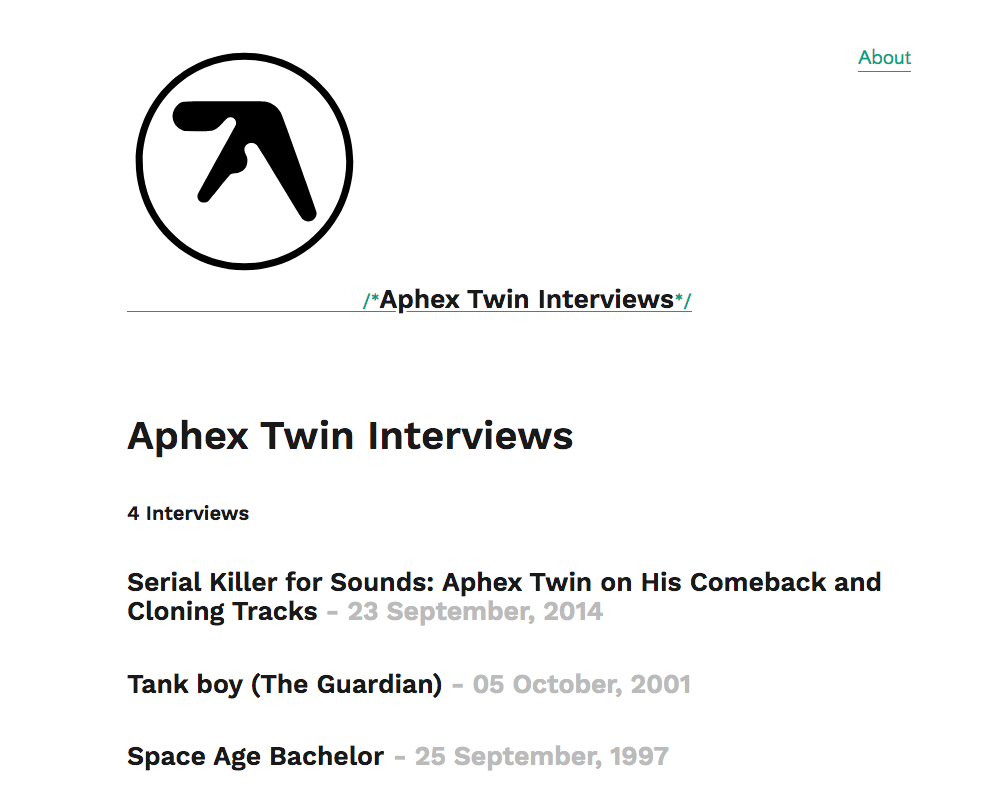 About
/*Aphex Twin Interviews*/
Aphex Twin Interviews
4 Interviews
Serial Killer for Sounds: Aphex Twin on His Comeback and
Cloning Tracks - 23 September, 2014
Tank boy (The Guardian) - 05 October, 2001
Space Age Bachelor - 25 September, 1997